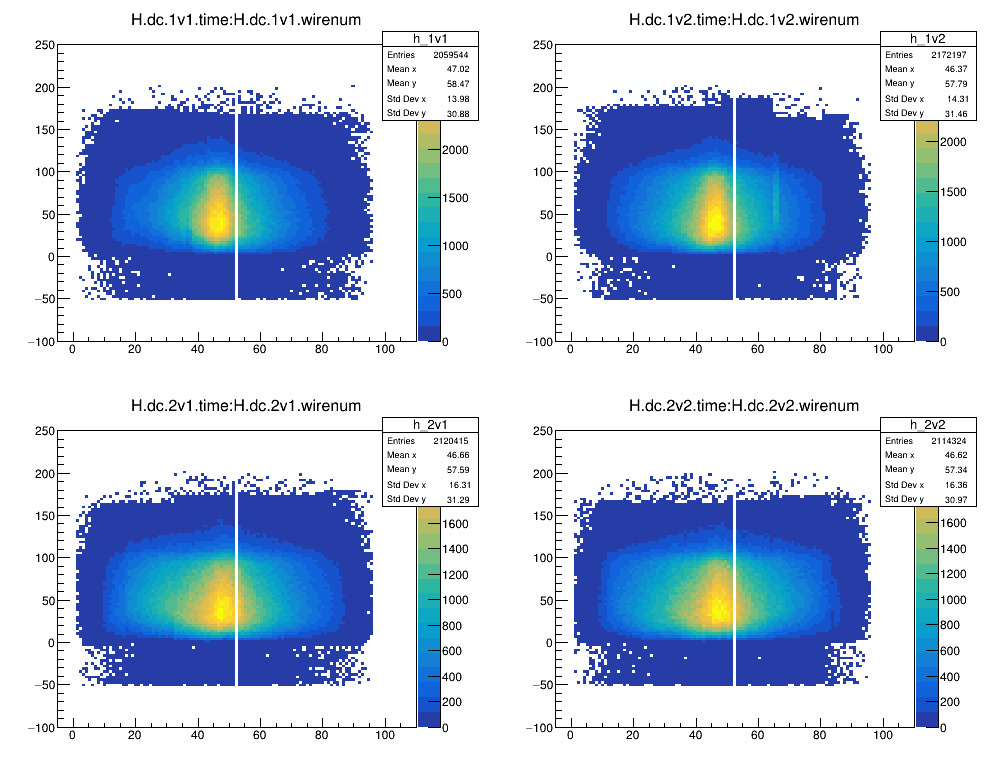 H.dc.1v1.time:H.dc.1v1.wirenum
h_1v1
Entries 2059544
Mean x 47.02
Mean y 58.47
Std Dev x 13.98
Std Dev y 30.88
250
200
150
100
50
0
−50
−100
0 20 40 60 80 100
2000
1500
1000
500
0
H.dc.1v2.time:H.dc.1v2.wirenum
h_1v2
Entries 2172197
Mean x 46.37
Mean y 57.79
Std Dev x 14.31
Std Dev y 31.46
250
200
150
100
50
0
−50
−100
0 20 40 60 80 100
2000
1500
1000
500
0
H.dc.2v1.time:H.dc.2v1.wirenum
h_2v1
Entries 2120415
Mean x 46.66
Mean y 57.59
Std Dev x 16.31
Std Dev y 31.29
250
200
150
100
50
0
−50
−100
0 20 40 60 80 100
1600
1400
1200
1000
800
600
400
200
0
H.dc.2v2.time:H.dc.2v2.wirenum
h_2v2
Entries 2114324
Mean x 46.62
Mean y 57.34
Std Dev x 16.36
Std Dev y 30.97
250
200
150
100
50
0
−50
−100
0 20 40 60 80 100
1600
1400
1200
1000
800
600
400
200
0